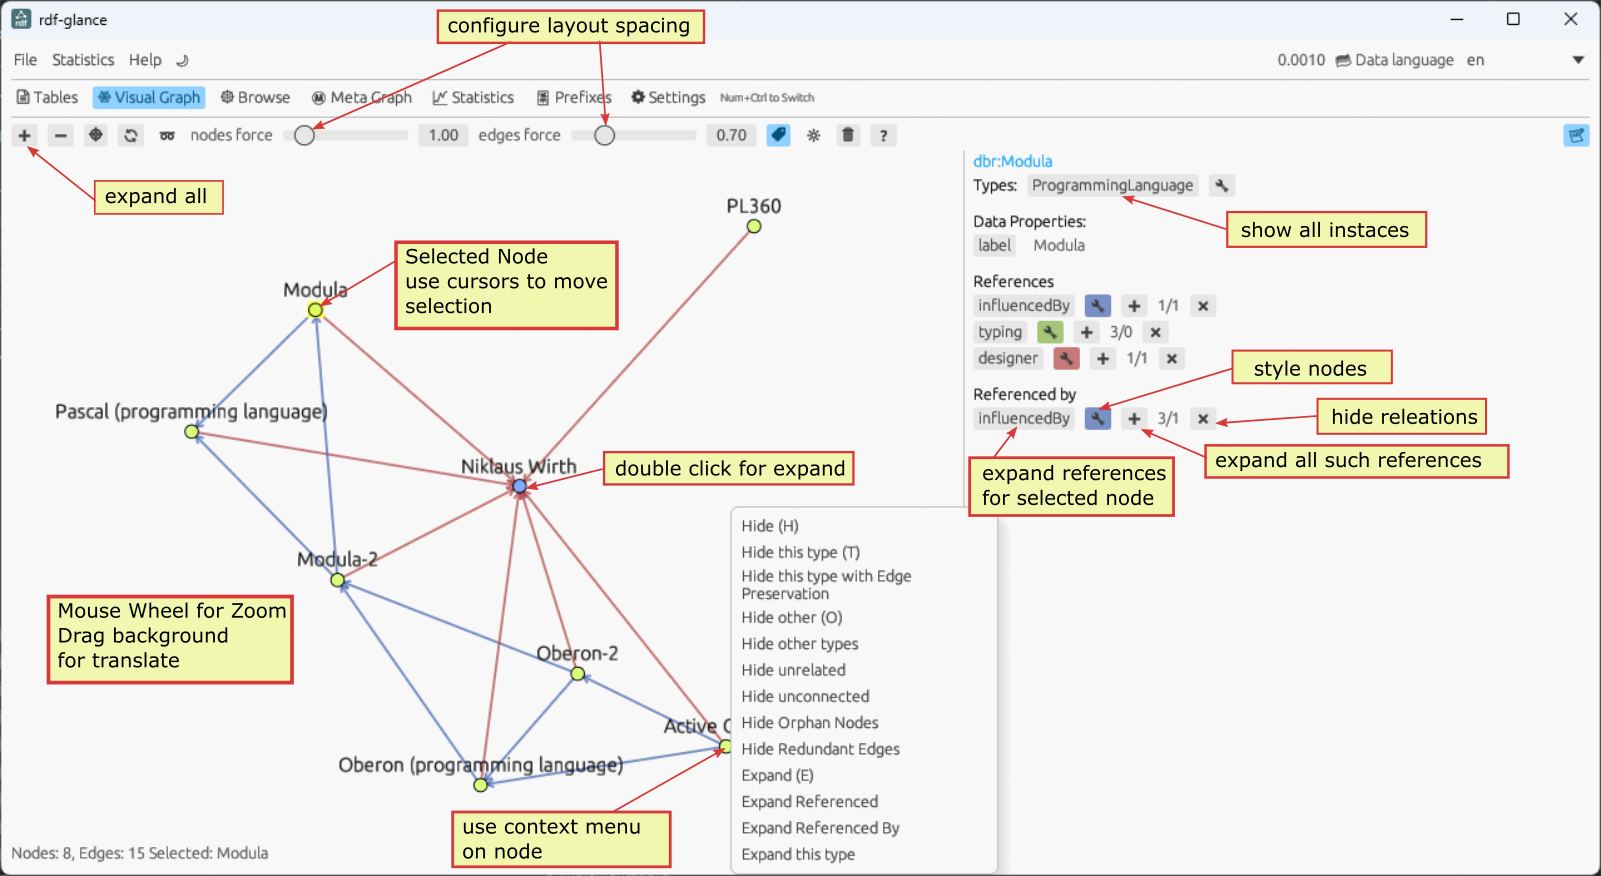 rdf-glance
configure layout spacing
File Statistics Help
0.0010 Data language en
Tables Visual Graph Browse Meta Graph Statistics Prefixes Settings Num+Ctrl to Switch
nodes force 1.00 edges force 0.70 ?
expand all
dbr:Modula
Types: ProgrammingLanguage
show all instaces
Data Properties:
label Modula
References
influencedBy 1/1
typing 3/0
designer 1/1
Referenced by
influencedBy 3/1
style nodes
hide releations
expand all such references
expand references
for selected node
PL360
Selected Node
use cursors to move
selection
Modula
Pascal (programming language)
Niklaus Wirth
double click for expand
Modula-2
Mouse Wheel for Zoom
Drag background
for translate
Oberon-2
Active
Oberon (programming language)
use context menu
on node
Hide (H)
Hide this type (T)
Hide this type with Edge
Preservation
Hide other (O)
Hide other types
Hide unrelated
Hide unconnected
Hide Orphan Nodes
Hide Redundant Edges
Expand (E)
Expand Referenced
Expand Referenced By
Expand this type
Nodes: 8, Edges: 15 Selected: Modula